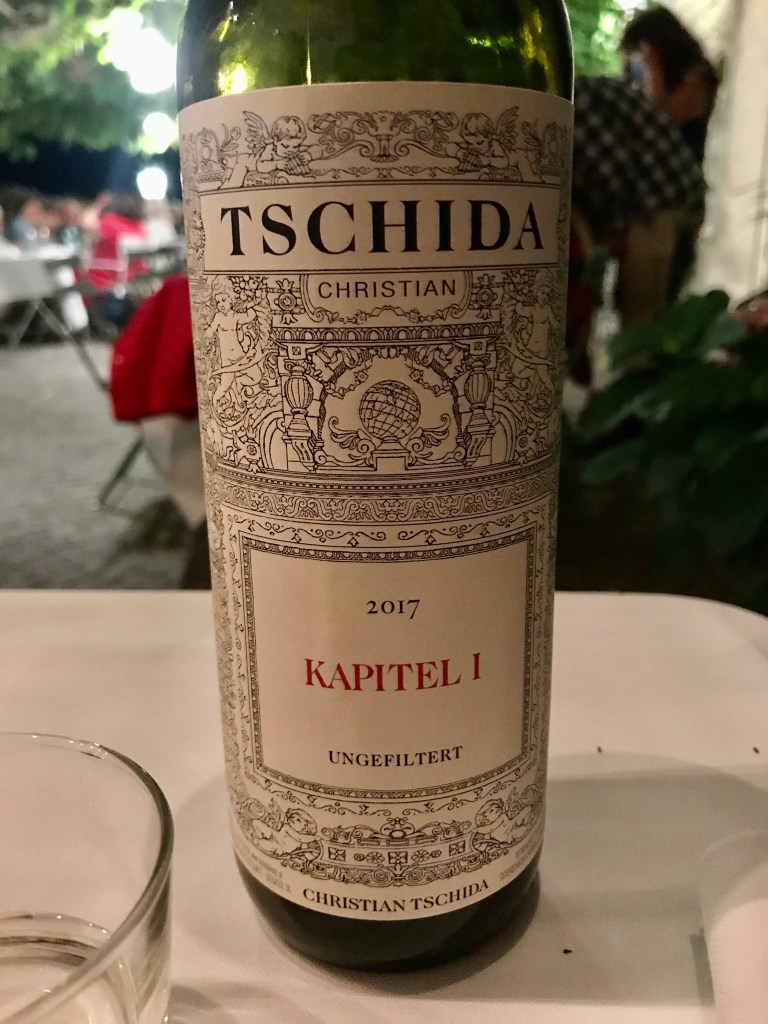 TSCHIDA
CHRISTIAN
2017
KAPITEL I
UNGEFILTERT
CHRISTIAN TSCHIDA